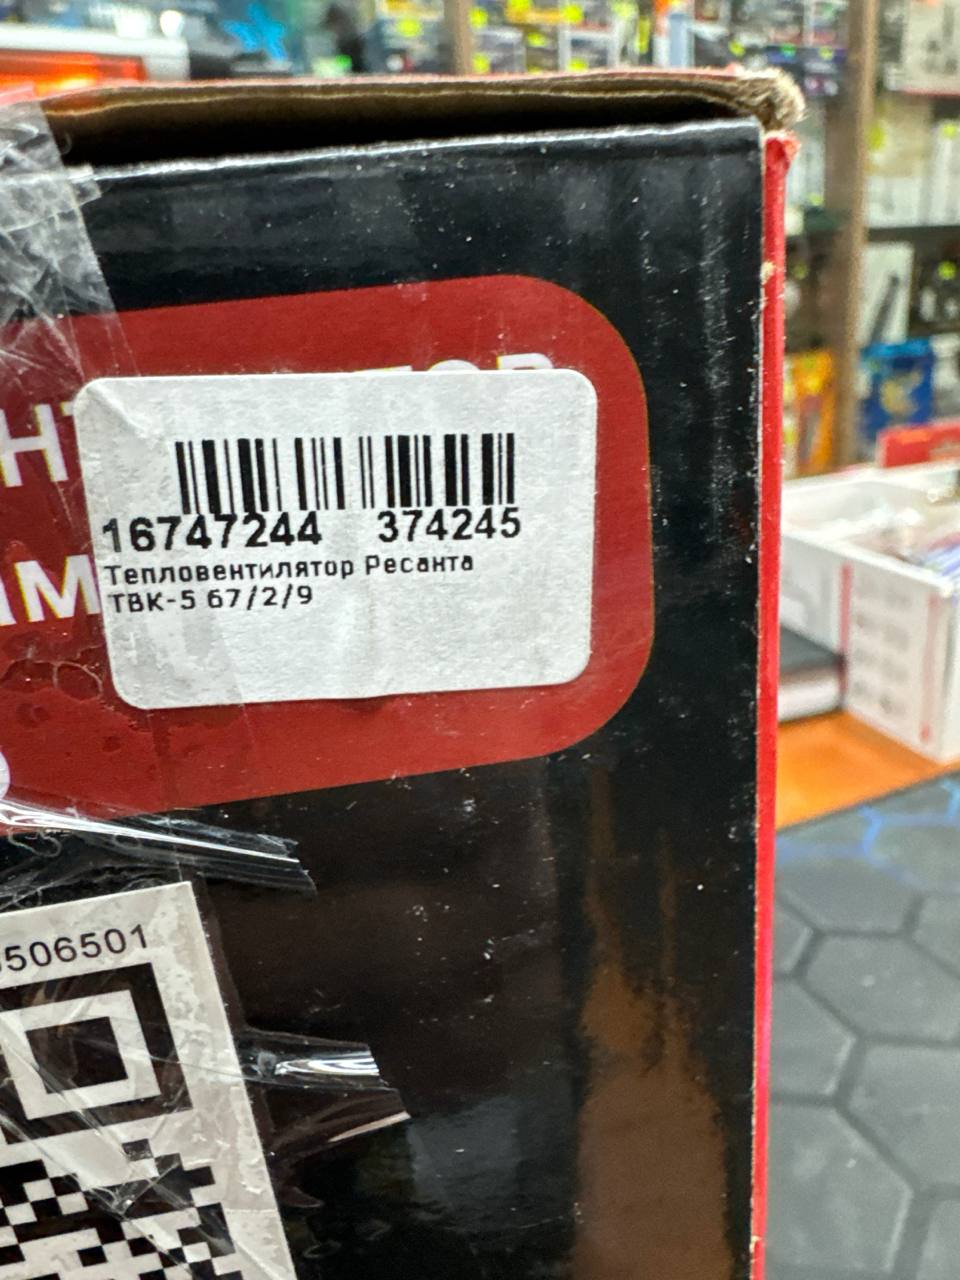 16747244 374245
Тепловентилятор Ресанта
ТВК-5 67/2/9
506501